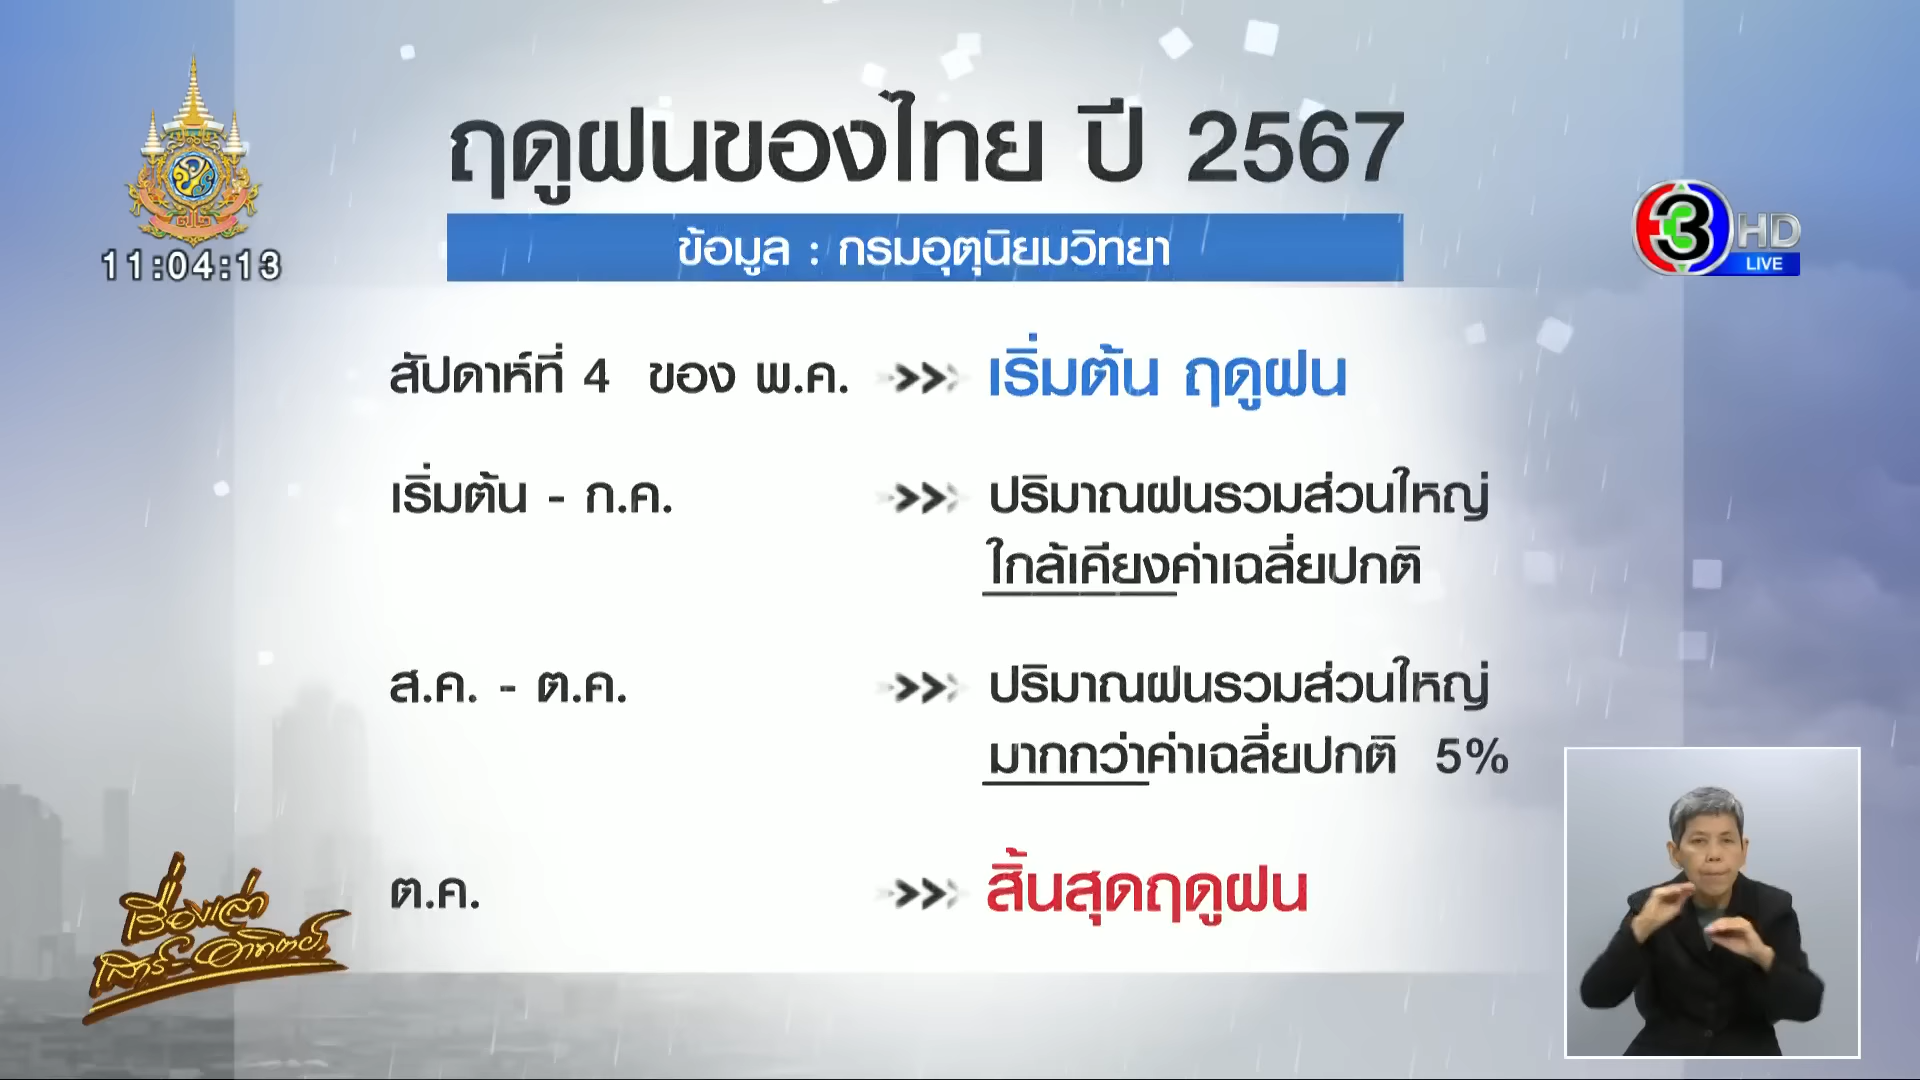 ฤดูฝนของไทย ปี 2567
ข้อมูล : กรมอุตุนิยมวิทยา
11:04:13
3 HD
LIVE
สัปดาห์ที่ 4 ของ พ.ค. >>> เริ่มต้น ฤดูฝน
เริ่มต้น - ก.ค. >>> ปริมาณฝนรวมส่วนใหญ่
ใกล้เคียงค่าเฉลี่ยปกติ
ส.ค. - ต.ค. >>> ปริมาณฝนรวมส่วนใหญ่
มากกว่าค่าเฉลี่ยปกติ 5%
ต.ค. >>> สิ้นสุดฤดูฝน
เรื่องเล่า
เสาร์-อาทิตย์